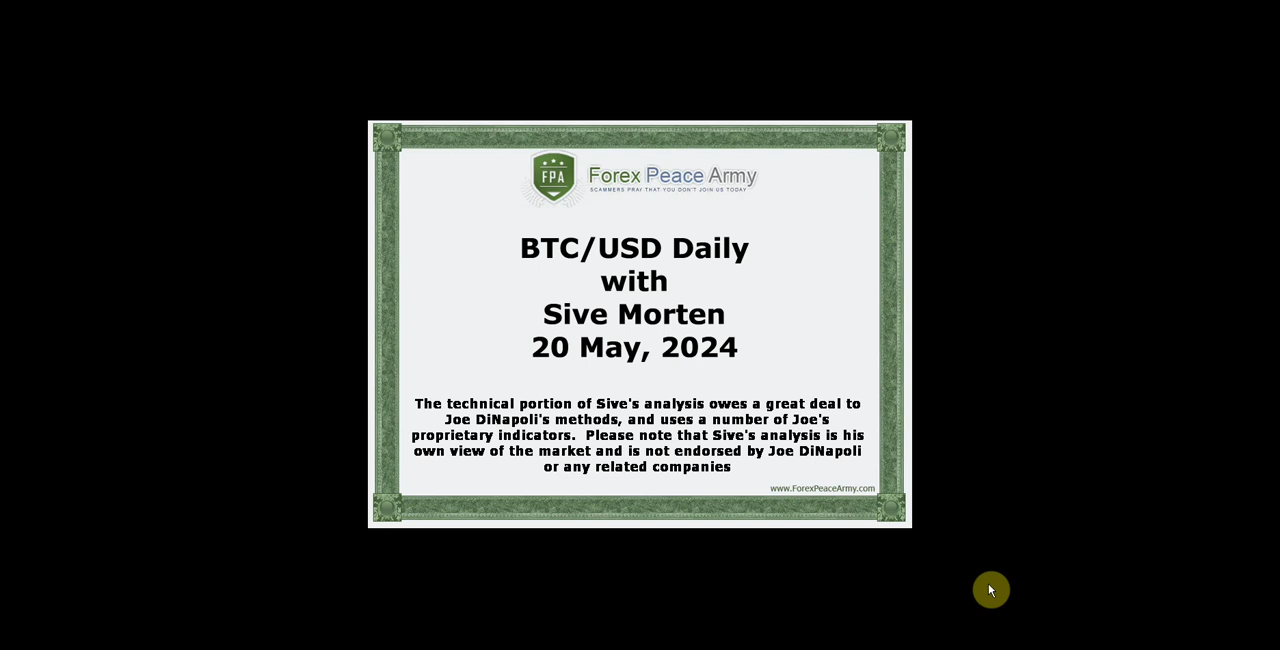 FPA
Forex Peace Army
SCAMMERS PRAY THAT YOU DON'T JOIN US TODAY
BTC/USD Daily
with
Sive Morten
20 May, 2024
The technical portion of Sive's analysis owes a great deal to
Joe DiNapoli's methods, and uses a number of Joe's
proprietary indicators.  Please note that Sive's analysis is his
own view of the market and is not endorsed by Joe DiNapoli
or any related companies
www.ForexPeaceArmy.com